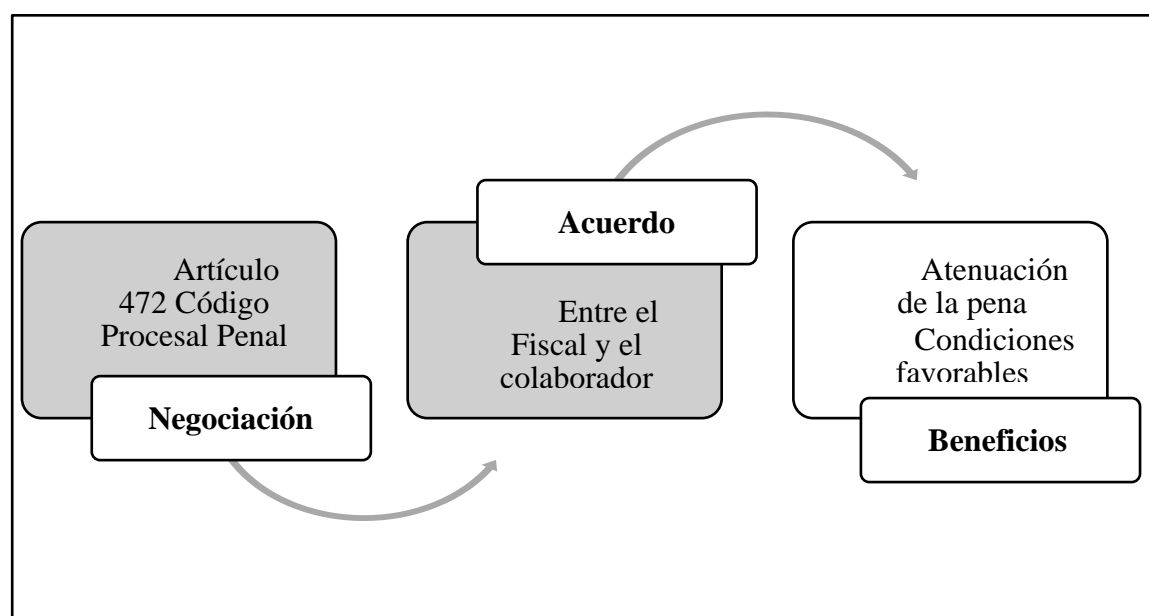 Artículo
472 Código
Procesal Penal
Negociación
Acuerdo
Entre el
Fiscal y el
colaborador
Atenuación
de la pena
Condiciones
favorables
Beneficios